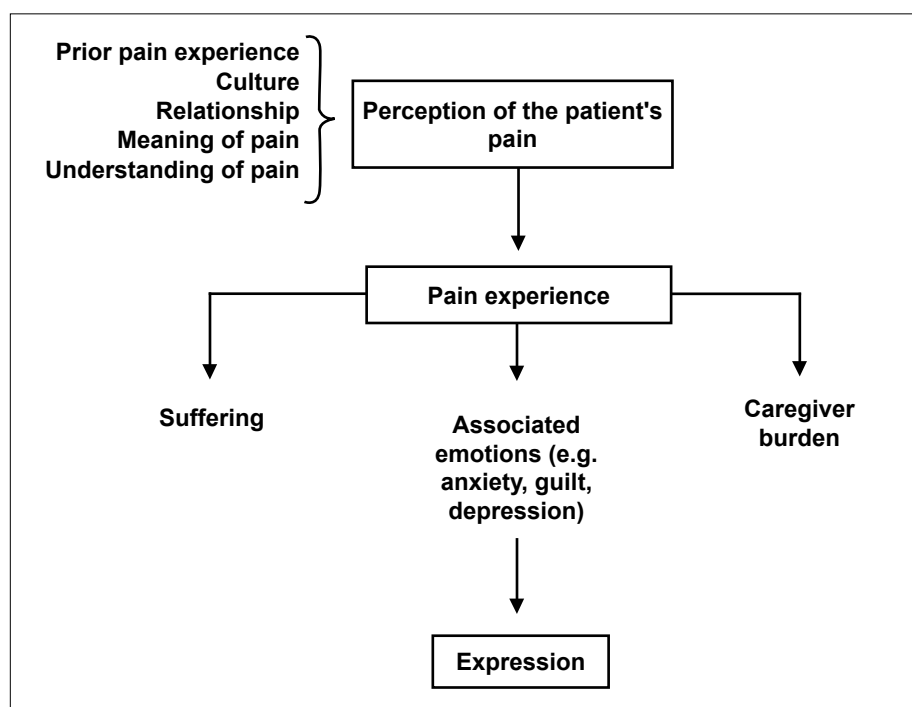 Prior pain experience
Culture
Relationship
Meaning of pain
Understanding of pain
Perception of the patient's
pain
Pain experience
Suffering
Associated
emotions (e.g.
anxiety, guilt,
depression)
Caregiver
burden
Expression